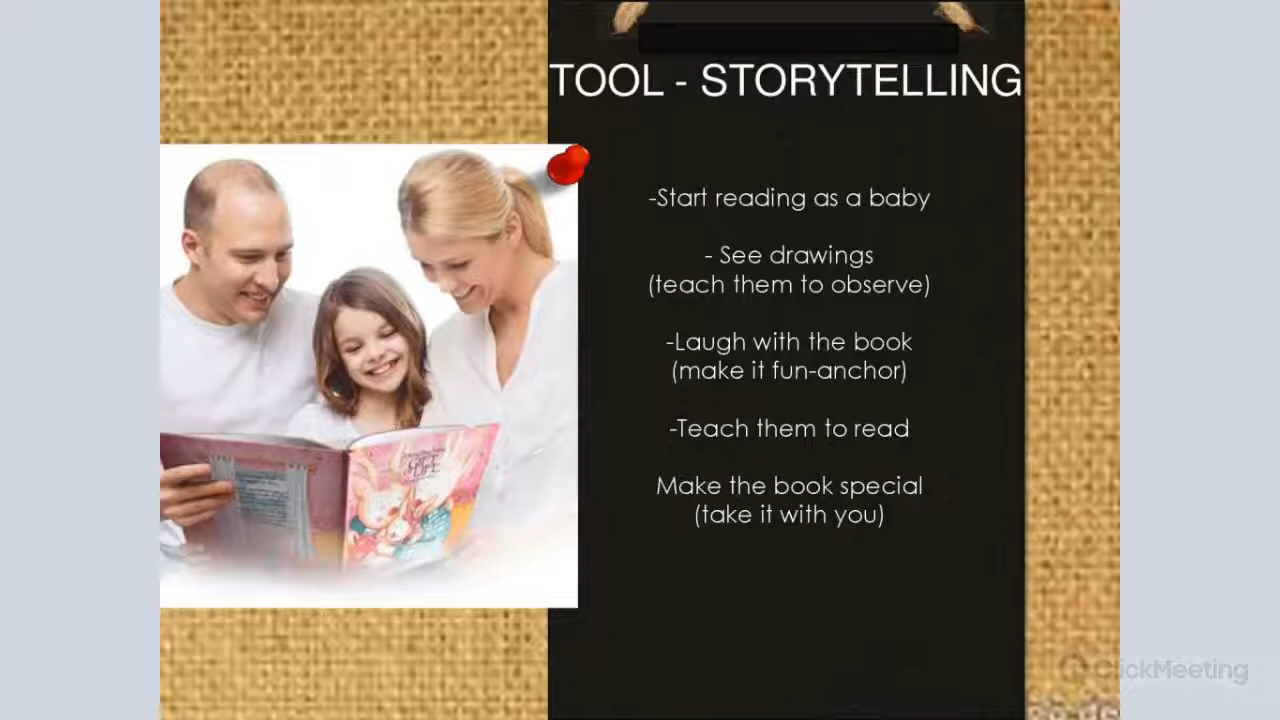 TOOL - STORYTELLING
-Start reading as a baby
- See drawings
(teach them to observe)
-Laugh with the book
(make it fun-anchor)
-Teach them to read
Make the book special
(take it with you)
ClickMeeting